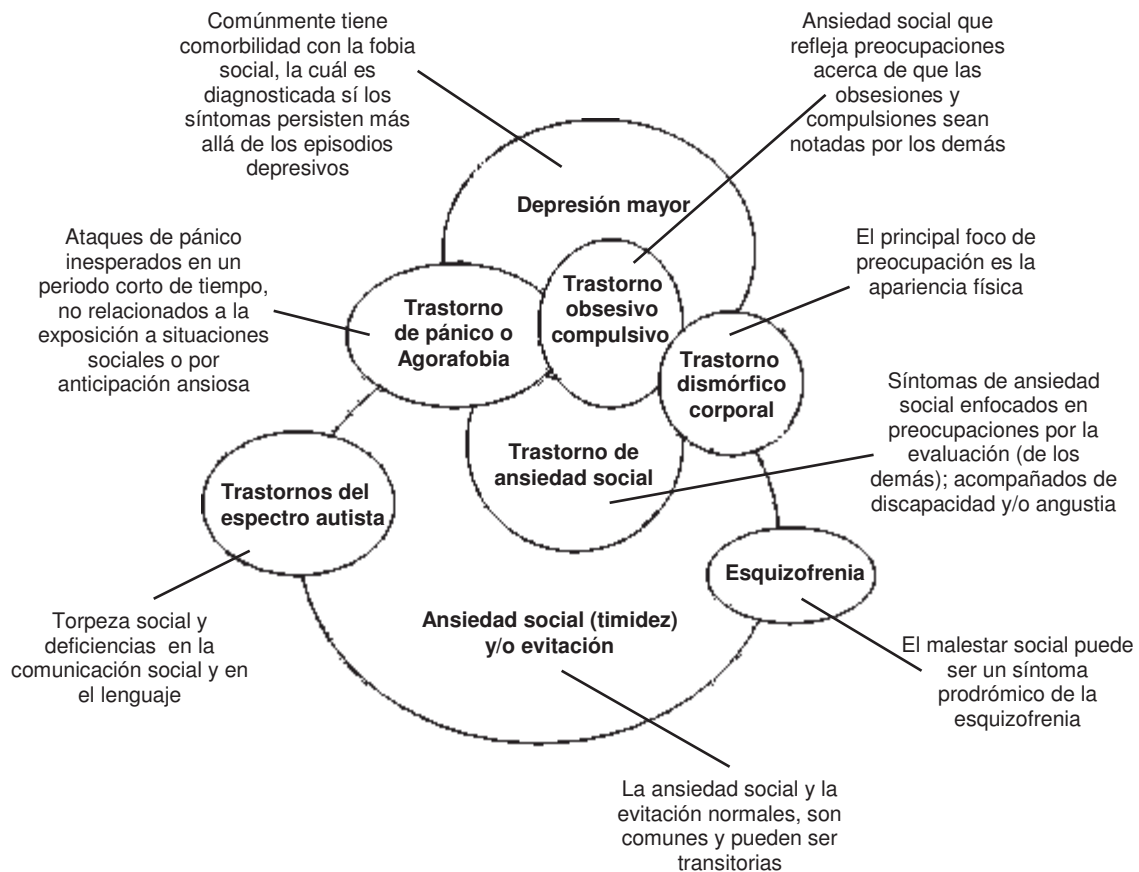 Comúnmente tiene
comorbilidad con la fobia
social, la cuál es
diagnosticada sí los
síntomas persisten más
allá de los episodios
depresivos
Ansiedad social que
refleja preocupaciones
acerca de que las
obsesiones y
compulsiones sean
notadas por los demás
Depresión mayor
Ataques de pánico
inesperados en un
periodo corto de tiempo,
no relacionados a la
exposición a situaciones
sociales o por
anticipación ansiosa
Trastorno
de pánico o
Agorafobia
Trastorno
obsesivo
compulsivo
El principal foco de
preocupación es la
apariencia física
Trastorno
dismórfico
corporal
Síntomas de ansiedad
social enfocados en
preocupaciones por la
evaluación (de los
demás); acompañados de
discapacidad y/o angustia
Trastorno de
ansiedad social
Trastornos del
espectro autista
Esquizofrenia
Ansiedad social (timidez)
y/o evitación
Torpeza social y
deficiencias en la
comunicación social y en
el lenguaje
El malestar social puede
ser un síntoma
prodrómico de la
esquizofrenia
La ansiedad social y la
evitación normales, son
comunes y pueden ser
transitorias